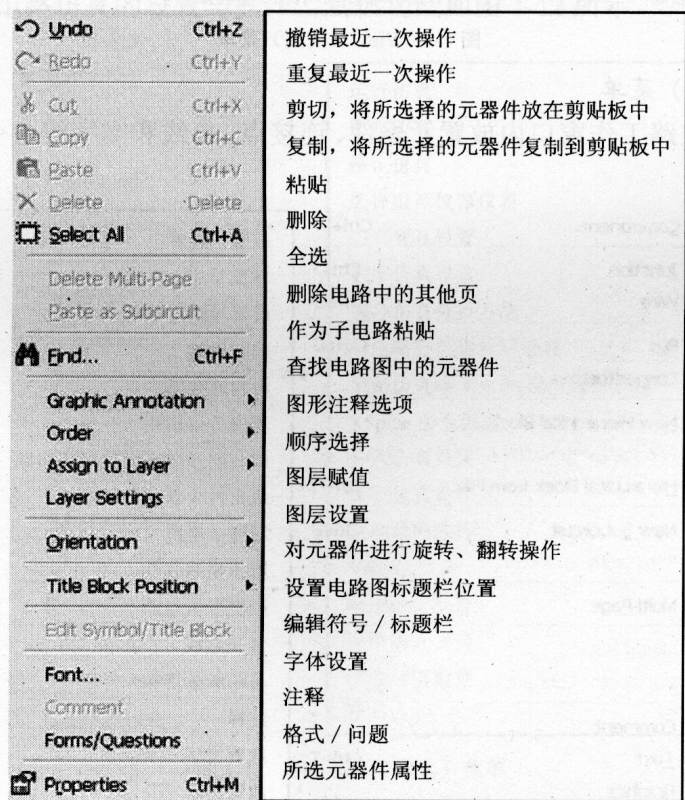 Undo Ctrl+Z 撤销最近一次操作
Redo Ctrl+Y 重复最近一次操作
Cut Ctrl+X 剪切，将所选择的元器件放在剪贴板中
Copy Ctrl+C 复制，将所选择的元器件复制到剪贴板中
Paste Ctrl+V 粘贴
Delete Delete 删除
Select All Ctrl+A 全选
Delete Multi-Page 删除电路中的其他页
Paste as Subcircuit 作为子电路粘贴
Find... Ctrl+F 查找电路图中的元器件
Graphic Annotation 图形注释选项
Order 顺序选择
Assign to Layer 图层赋值
Layer Settings 图层设置
Orientation 对元器件进行旋转、翻转操作
Title Block Position 设置电路图标题栏位置
Edit Symbol/Title Block 编辑符号／标题栏
Font... 字体设置
Comment 注释
Forms/Questions 格式／问题
Properties Ctrl+M 所选元器件属性